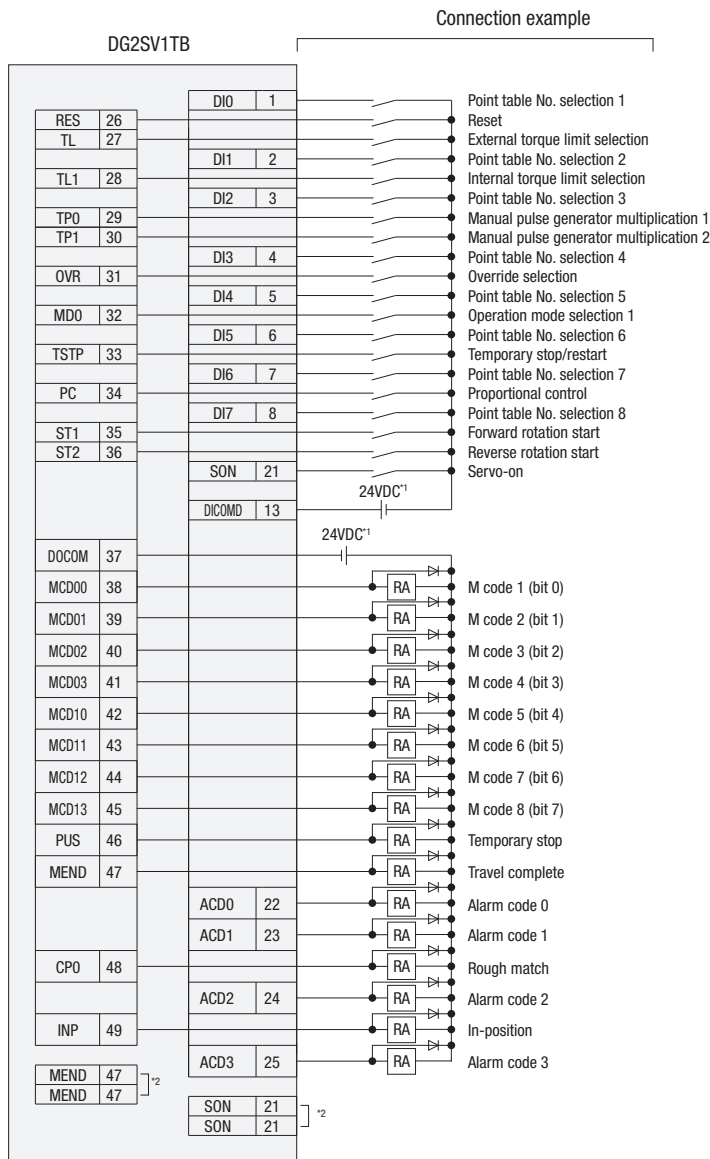 Connection example
DG2SV1TB
DI0 1 Point table No. selection 1
RES 26 Reset
TL 27 External torque limit selection
DI1 2 Point table No. selection 2
TL1 28 Internal torque limit selection
DI2 3 Point table No. selection 3
TP0 29 Manual pulse generator multiplication 1
TP1 30 Manual pulse generator multiplication 2
DI3 4 Point table No. selection 4
OVR 31 Override selection
DI4 5 Point table No. selection 5
MD0 32 Operation mode selection 1
DI5 6 Point table No. selection 6
TSTP 33 Temporary stop/restart
DI6 7 Point table No. selection 7
PC 34 Proportional control
DI7 8 Point table No. selection 8
ST1 35 Forward rotation start
ST2 36 Reverse rotation start
SON 21 Servo-on
24VDC*1
DICOMD 13
24VDC*1
DOCOM 37
MCD00 38 RA M code 1 (bit 0)
MCD01 39 RA M code 2 (bit 1)
MCD02 40 RA M code 3 (bit 2)
MCD03 41 RA M code 4 (bit 3)
MCD10 42 RA M code 5 (bit 4)
MCD11 43 RA M code 6 (bit 5)
MCD12 44 RA M code 7 (bit 6)
MCD13 45 RA M code 8 (bit 7)
PUS 46 RA Temporary stop
MEND 47 RA Travel complete
ACD0 22 RA Alarm code 0
ACD1 23 RA Alarm code 1
CP0 48 RA Rough match
ACD2 24 RA Alarm code 2
INP 49 RA In-position
ACD3 25 RA Alarm code 3
MEND 47
MEND 47
*2
SON 21
SON 21
*2